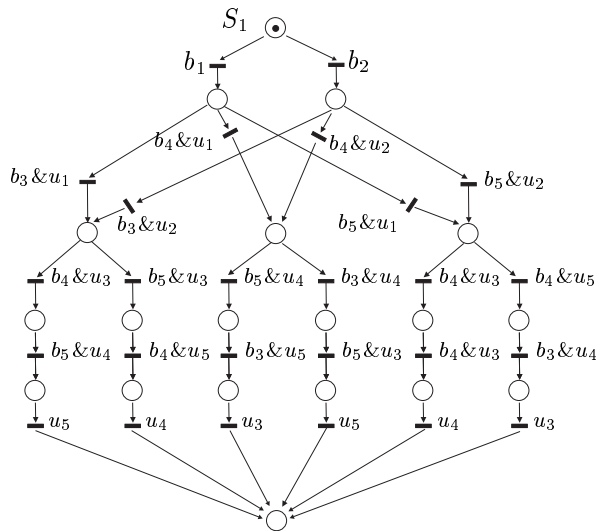 S₁
b₁ b₂
b₄&u₁ b₄&u₂
b₃&u₁ b₅&u₂
b₃&u₂ b₅&u₁
b₄&u₃ b₅&u₃ b₅&u₄ b₃&u₄ b₄&u₃ b₄&u₅
b₅&u₄ b₄&u₅ b₃&u₅ b₅&u₃ b₄&u₃ b₃&u₄
u₅ u₄ u₃ u₅ u₄ u₃